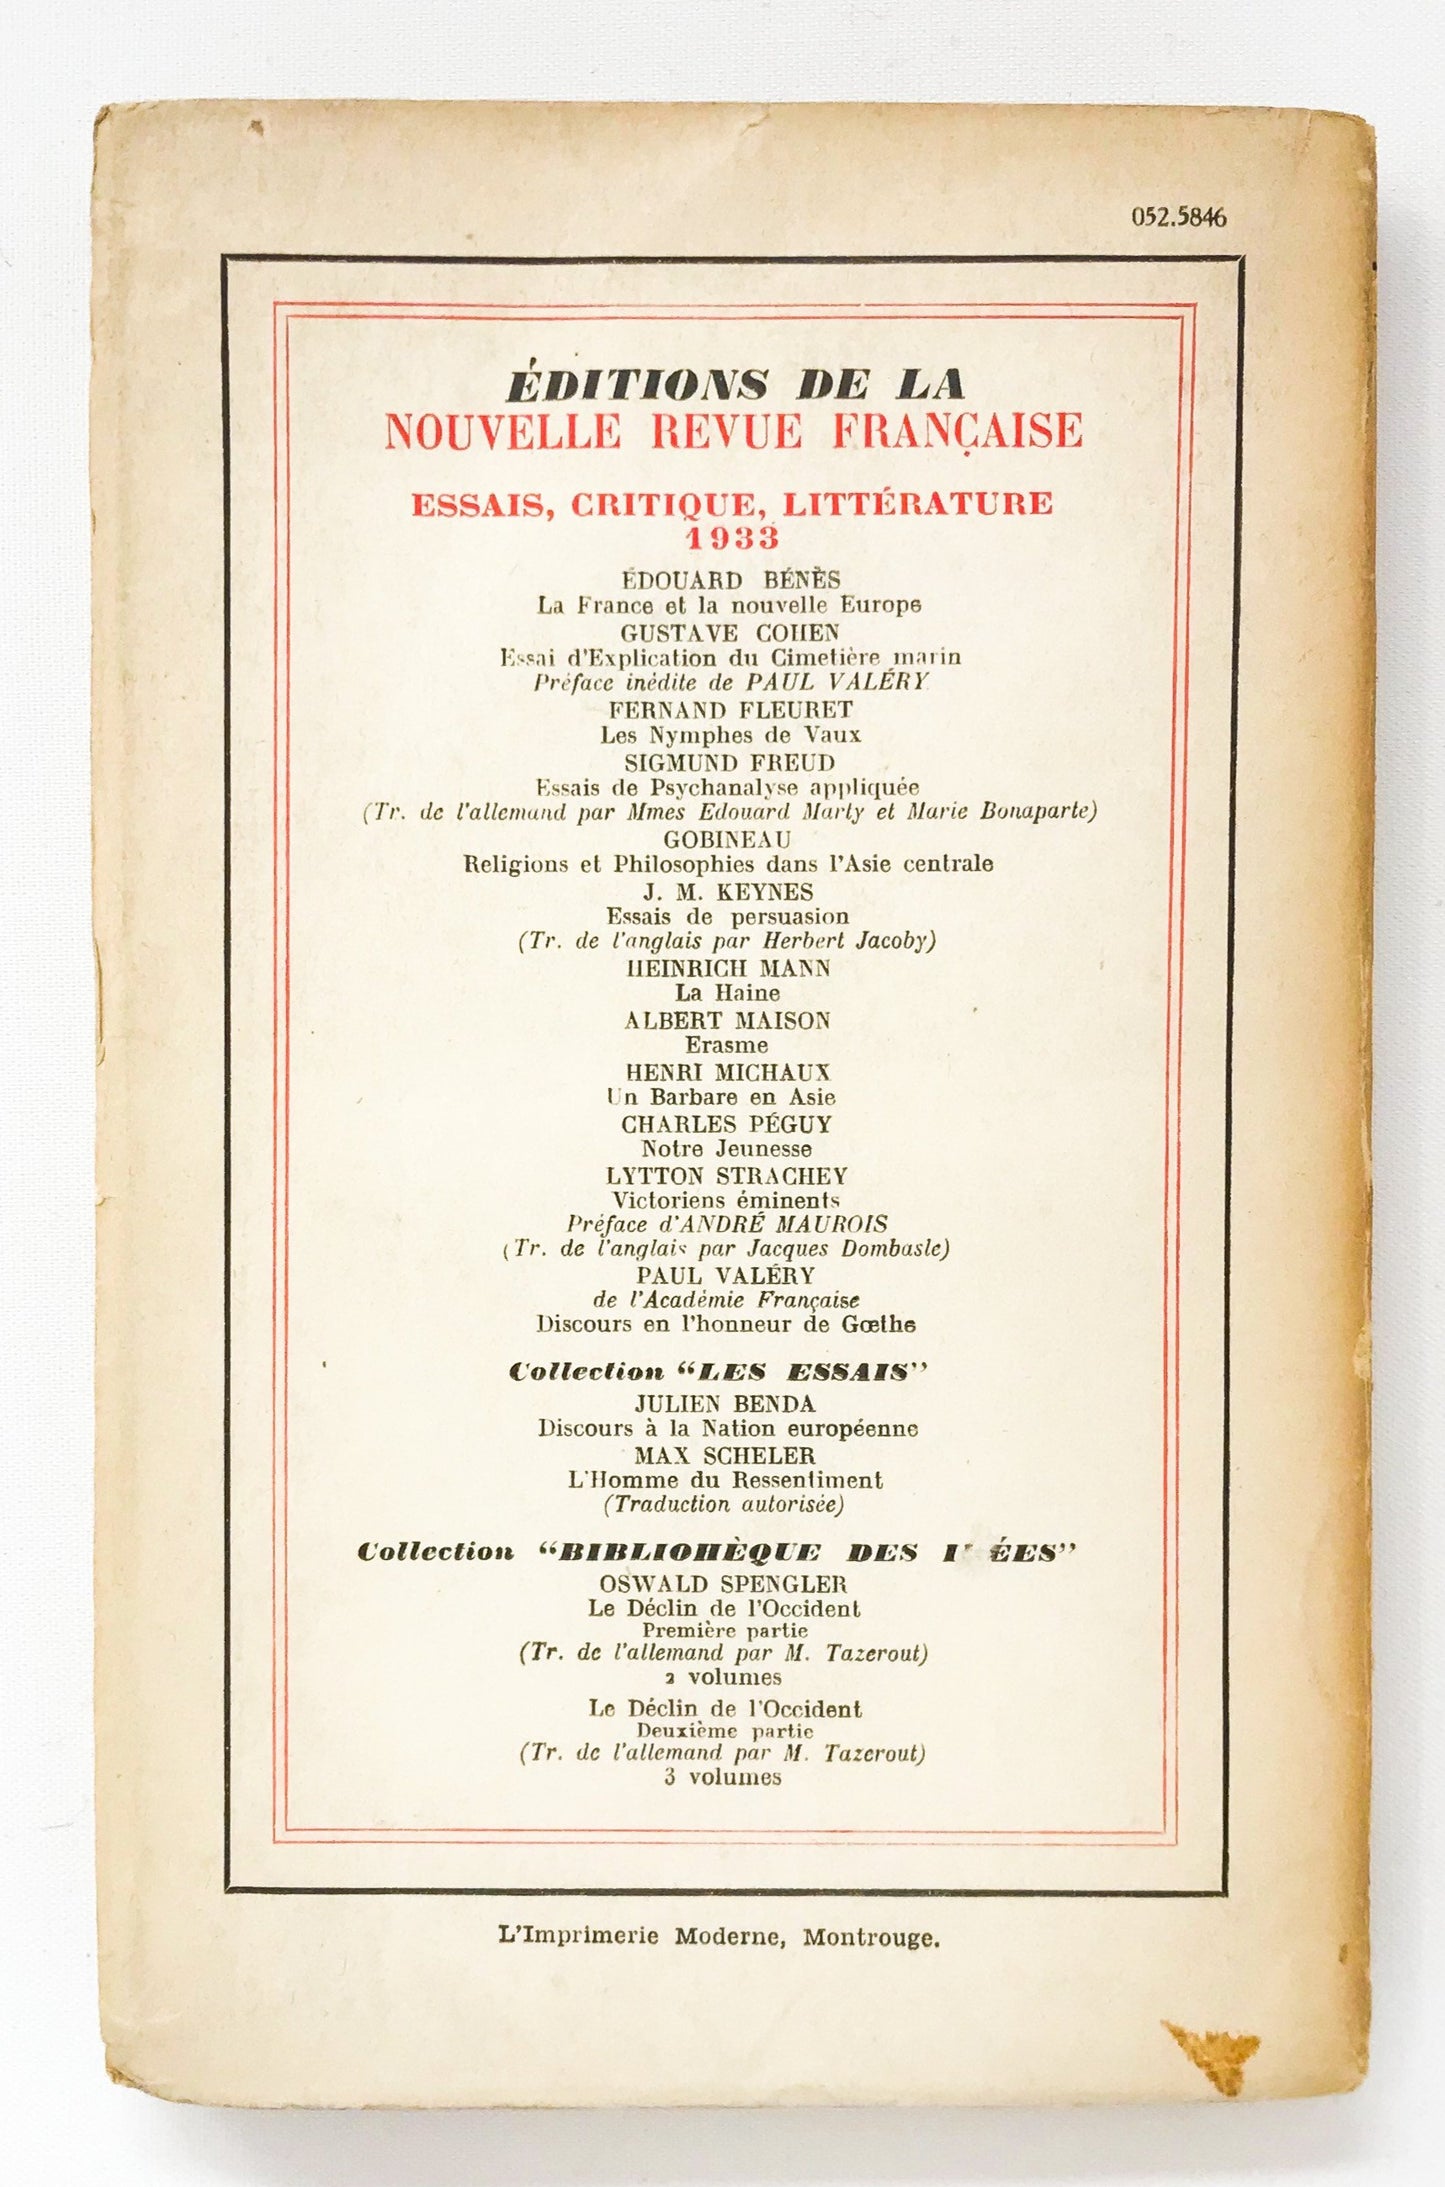 052.5846
ÉDITIONS DE LA
NOUVELLE REVUE FRANÇAISE
ESSAIS, CRITIQUE, LITTÉRATURE
1933
ÉDOUARD BÉNÈS
La France et la nouvelle Europe
GUSTAVE COHEN
Essai d'Explication du Cimetière marin
Préface inédite de PAUL VALÉRY
FERNAND FLEURET
Les Nymphes de Vaux
SIGMUND FREUD
Essais de Psychanalyse appliquée
(Tr. de l'allemand par Mmes Edouard Marty et Marie Bonaparte)
GOBINEAU
Religions et Philosophies dans l'Asie centrale
J. M. KEYNES
Essais de persuasion
(Tr. de l'anglais par Herbert Jacoby)
HEINRICH MANN
La Haine
ALBERT MAISON
Erasme
HENRI MICHAUX
Un Barbare en Asie
CHARLES PÉGUY
Notre Jeunesse
LYTTON STRACHEY
Victoriens éminents
Préface d'ANDRÉ MAUROIS
(Tr. de l'anglais par Jacques Dombasle)
PAUL VALÉRY
de l'Académie Française
Discours en l'honneur de Gœthe
Collection "LES ESSAIS"
JULIEN BENDA
Discours à la Nation européenne
MAX SCHELER
L'Homme du Ressentiment
(Traduction autorisée)
Collection "BIBLIOTHÈQUE DES IDÉES"
OSWALD SPENGLER
Le Déclin de l'Occident
Première partie
(Tr. de l'allemand par M. Tazerout)
2 volumes
Le Déclin de l'Occident
Deuxième partie
(Tr. de l'allemand par M. Tazerout)
3 volumes
L'Imprimerie Moderne, Montrouge.